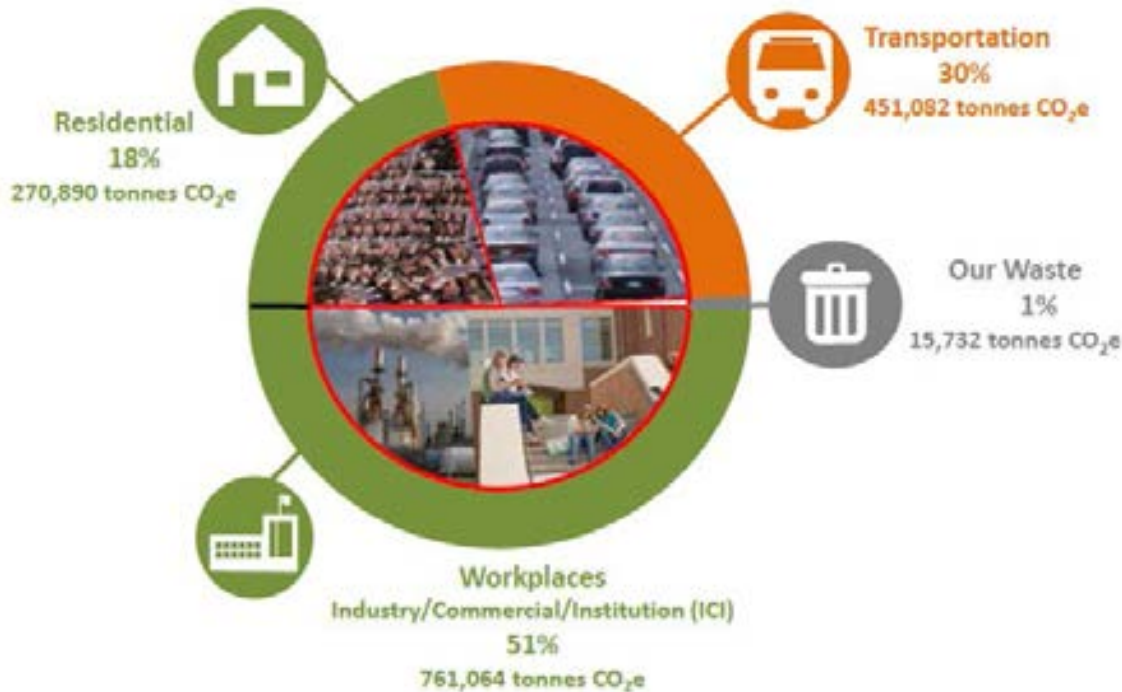 Residential
18%
270,890 tonnes CO₂e
Transportation
30%
451,082 tonnes CO₂e
Our Waste
1%
15,732 tonnes CO₂e
Workplaces
Industry/Commercial/Institution (ICI)
51%
761,064 tonnes CO₂e